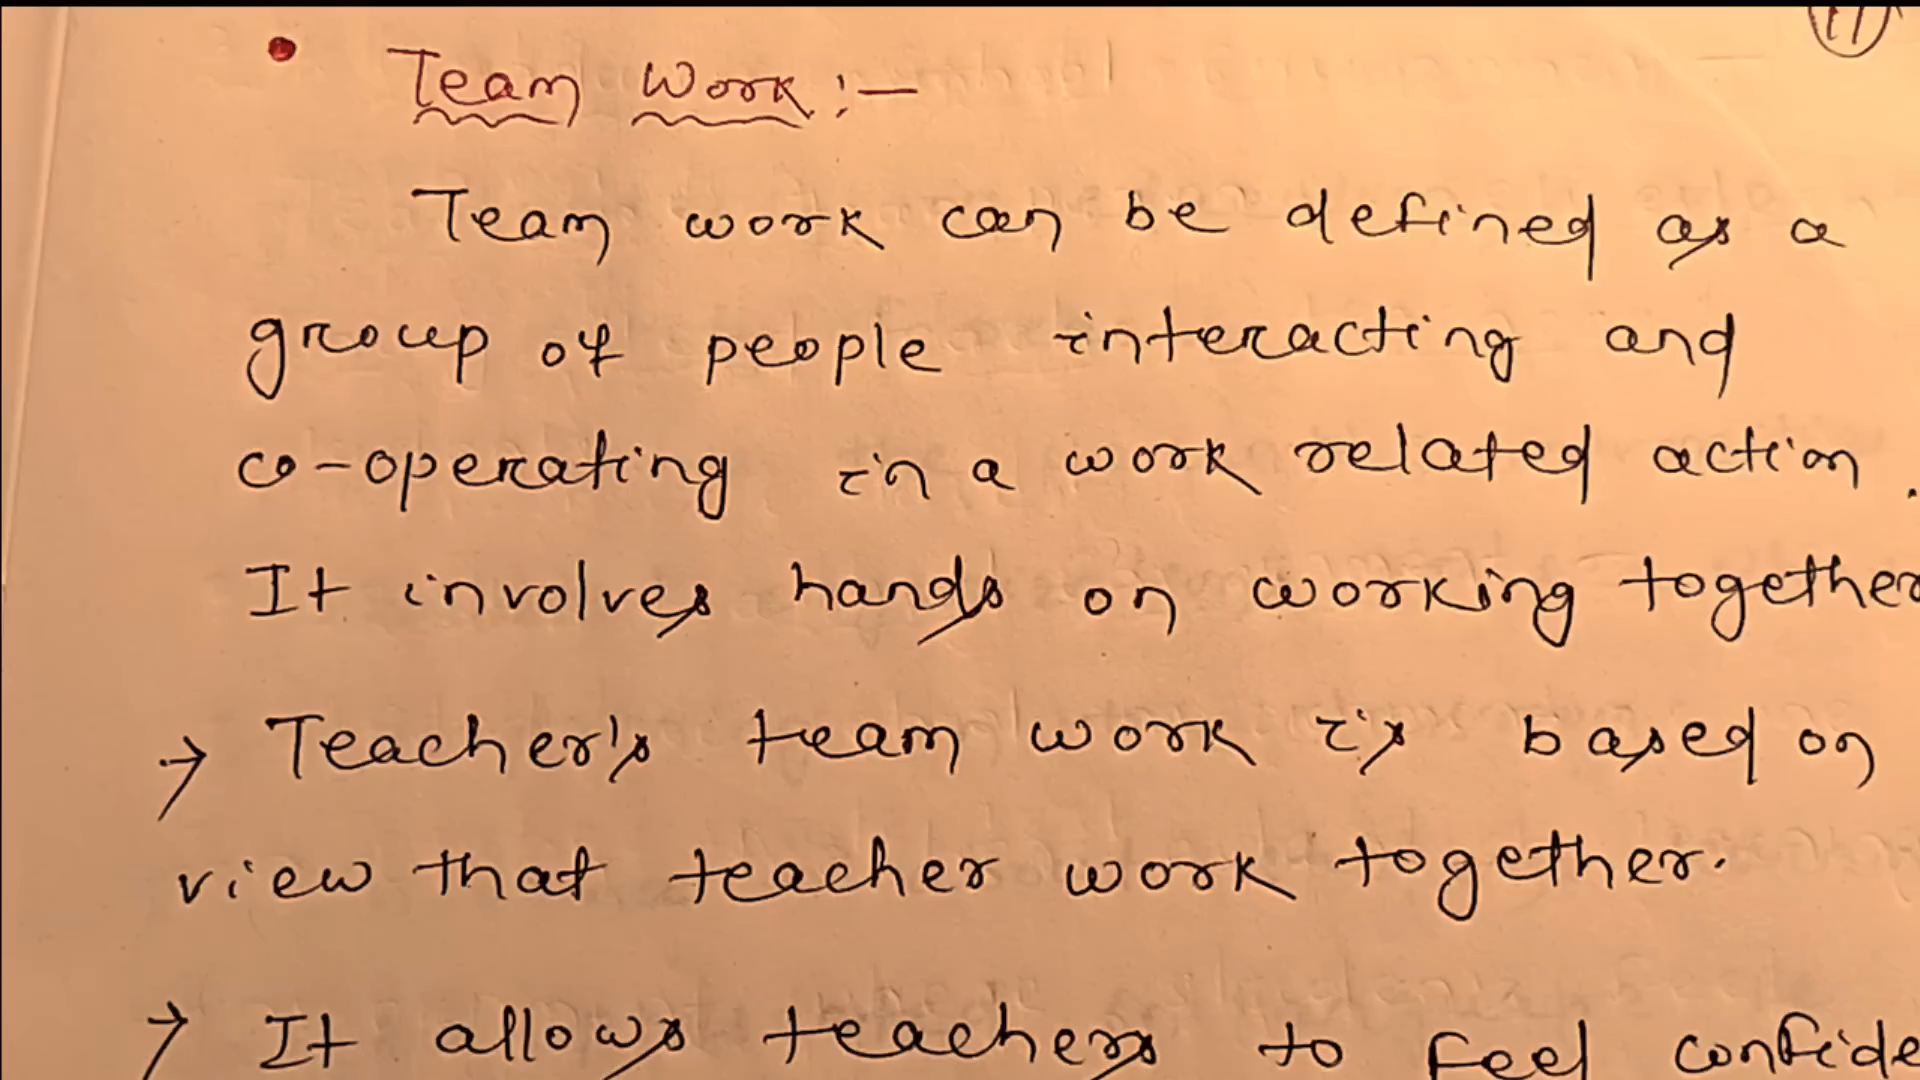 • Team Work :-
Team work can be defined as a
group of people interacting and
co-operating in a work related action.
It involves hands on working together
→ Teacher's team work is based on
view that teacher work together.
→ It allows teachers to feel confide